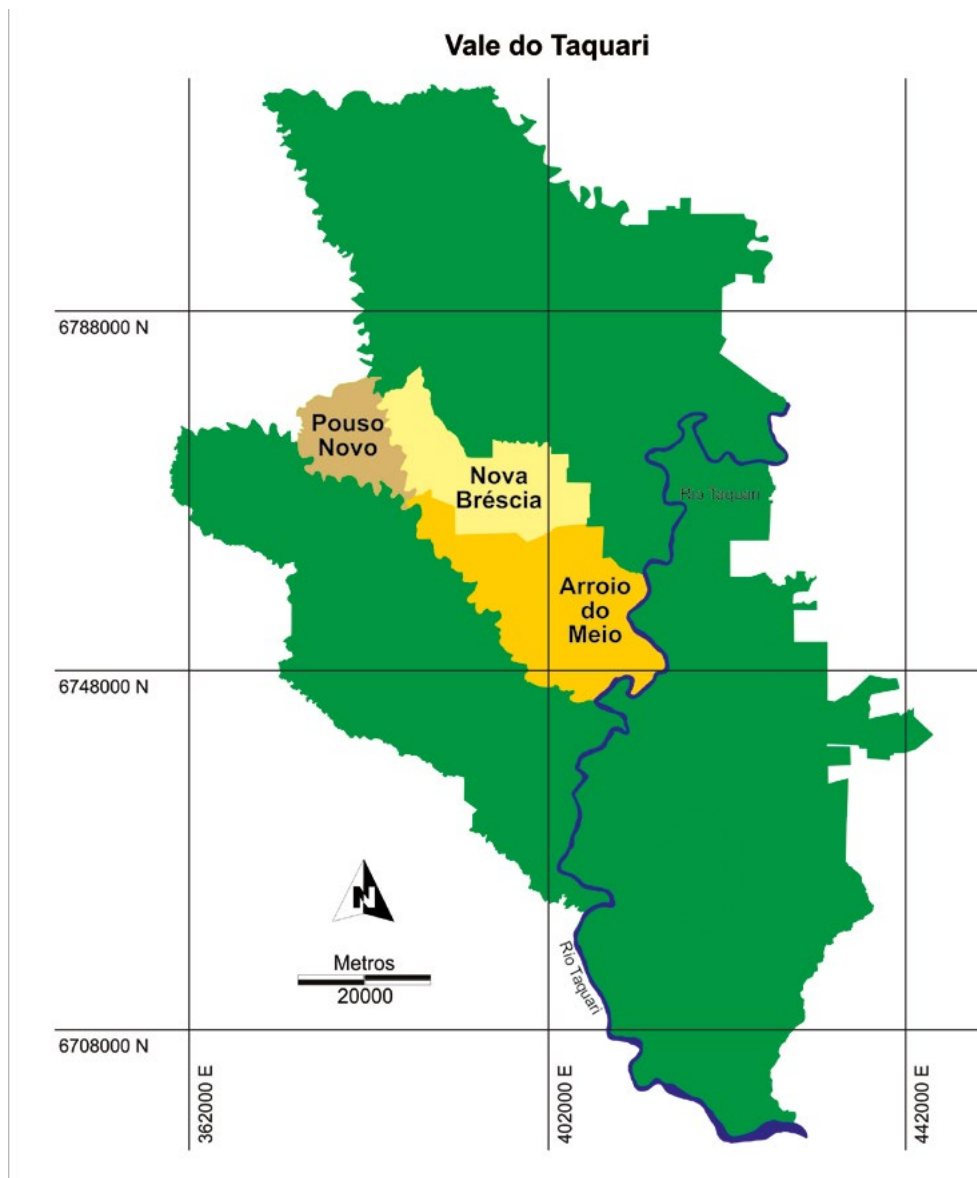 Vale do Taquari
6788000 N
Pouso
Novo
Nova
Bréscia
Rio Taquari
Arroio
do
Meio
6748000 N
N
Metros
20000
Rio Taquari
6708000 N
362000 E
402000 E
442000 E